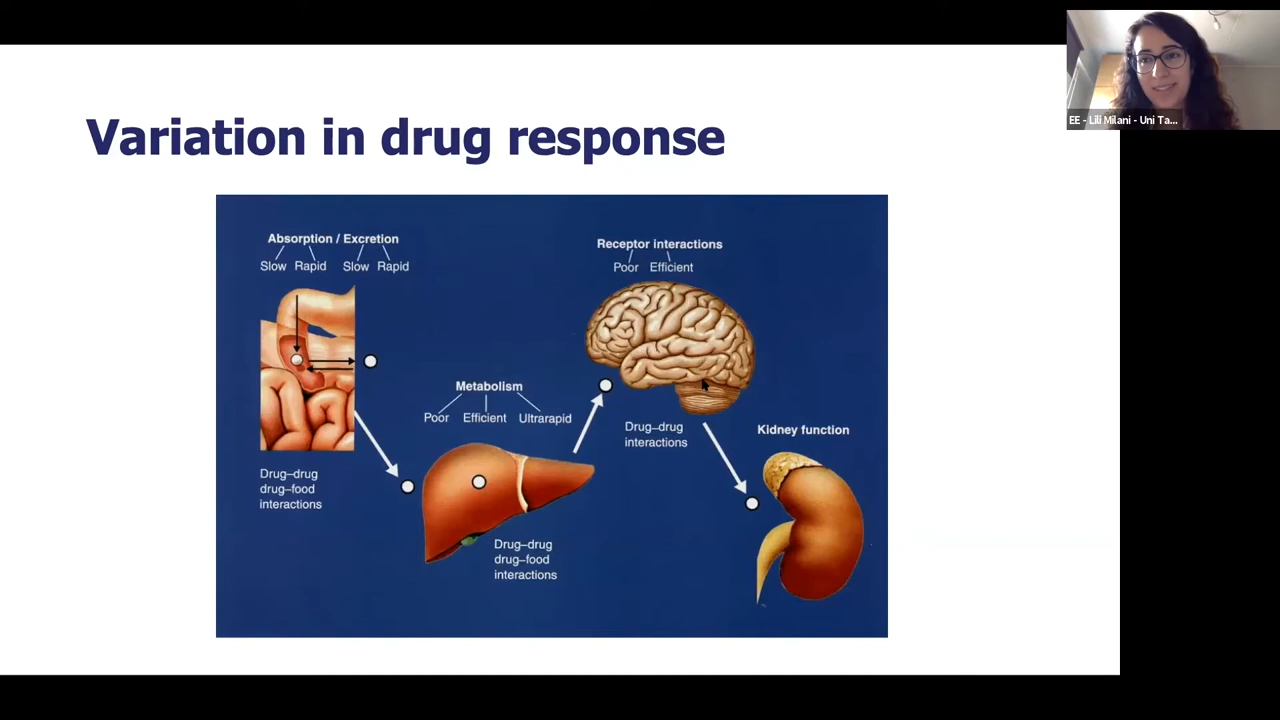 EE - Lili Milani - Uni Ta...
Variation in drug response
Absorption / Excretion
Slow Rapid Slow Rapid
Drug–drug
drug–food
interactions
Metabolism
Poor Efficient Ultrarapid
Drug–drug
drug–food
interactions
Receptor interactions
Poor Efficient
Drug–drug
interactions
Kidney function